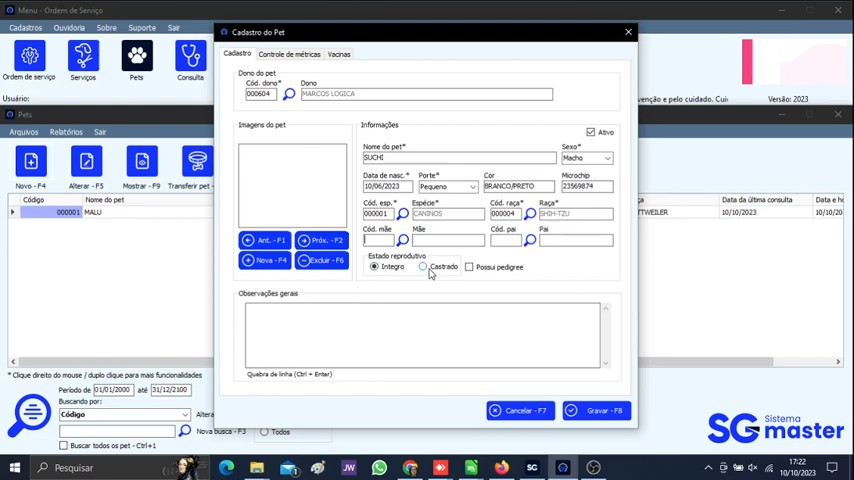 Menu - Ordem de Serviço
Cadastros Ouvidoria Sobre Suporte Sair
Ordem de serviço Serviços Pets Consulta
Usuário:
venção e pelo cuidado. Cui Versão: 2023
Pets
Arquivos Relatórios Sair
Novo - F4 Alterar - F5 Mostrar - F9 Transferir pet -
Código Nome do pet Data da última consulta Data e h
000001 MALU TTWEILER 10/10/2023 10/10/20
Cadastro do Pet
Cadastro Controle de métricas Vacinas
Dono do pet
Cód. dono* Dono
000604 MARCOS LOGICA
Imagens do pet
Ant. - F1 Próx. - F2
Nova - F4 Excluir - F6
Informações
Ativo
Nome do pet* Sexo*
SUCHI Macho
Data de nasc.* Porte* Cor Microchip
10/06/2023 Pequeno BRANCO/PRETO 23569874
Cód. esp.* Espécie* Cód. raça* Raça*
000001 CANINOS 000004 SHIH-TZU
Cód. mãe Mãe Cód. pai Pai
Estado reprodutivo
Integro Castrado Possui pedigree
Observações gerais
Quebra de linha (Ctrl + Enter)
Cancelar - F7 Gravar - F8
* Clique direito do mouse / duplo clique para mais funcionalidades
Período de 01/01/2000 até 31/12/2100
Buscando por:
Código Altera
Nova busca - F3 Todos
Buscar todos os pet - Ctrl+1
SG Sistema
master
Pesquisar JW SG 17:22
10/10/2023